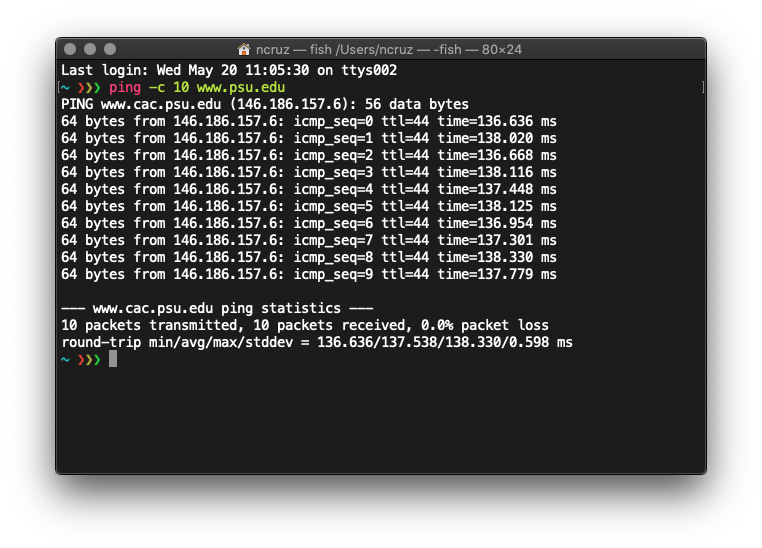 ncruz — fish /Users/ncruz — -fish — 80×24
Last login: Wed May 20 11:05:30 on ttys002
[~ ❯❯❯ ping -c 10 www.psu.edu ]
PING www.cac.psu.edu (146.186.157.6): 56 data bytes
64 bytes from 146.186.157.6: icmp_seq=0 ttl=44 time=136.636 ms
64 bytes from 146.186.157.6: icmp_seq=1 ttl=44 time=138.020 ms
64 bytes from 146.186.157.6: icmp_seq=2 ttl=44 time=136.668 ms
64 bytes from 146.186.157.6: icmp_seq=3 ttl=44 time=138.116 ms
64 bytes from 146.186.157.6: icmp_seq=4 ttl=44 time=137.448 ms
64 bytes from 146.186.157.6: icmp_seq=5 ttl=44 time=138.125 ms
64 bytes from 146.186.157.6: icmp_seq=6 ttl=44 time=136.954 ms
64 bytes from 146.186.157.6: icmp_seq=7 ttl=44 time=137.301 ms
64 bytes from 146.186.157.6: icmp_seq=8 ttl=44 time=138.330 ms
64 bytes from 146.186.157.6: icmp_seq=9 ttl=44 time=137.779 ms
--- www.cac.psu.edu ping statistics ---
10 packets transmitted, 10 packets received, 0.0% packet loss
round-trip min/avg/max/stddev = 136.636/137.538/138.330/0.598 ms
~ ❯❯❯